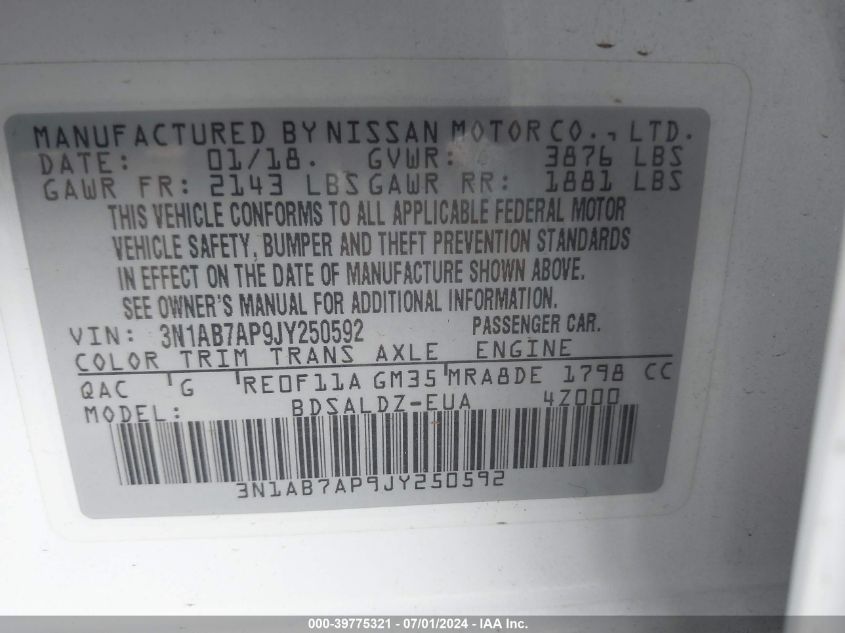 MANUFACTURED BY NISSAN MOTOR CO., LTD.
DATE: 01/18. GVWR: 3876 LBS
GAWR FR: 2143 LBS GAWR RR: 1881 LBS
THIS VEHICLE CONFORMS TO ALL APPLICABLE FEDERAL MOTOR
VEHICLE SAFETY, BUMPER AND THEFT PREVENTION STANDARDS
IN EFFECT ON THE DATE OF MANUFACTURE SHOWN ABOVE.
SEE OWNER'S MANUAL FOR ADDITIONAL INFORMATION.
VIN: 3N1AB7AP9JY250592 PASSENGER CAR.
COLOR TRIM TRANS AXLE ENGINE
QAC G RE0F11A GM35 MRA8DE 1798 CC
MODEL: BDSALDZ-EUA 4Z000
3N1AB7AP9JY250592
000-39775321 - 07/01/2024 - IAA Inc.